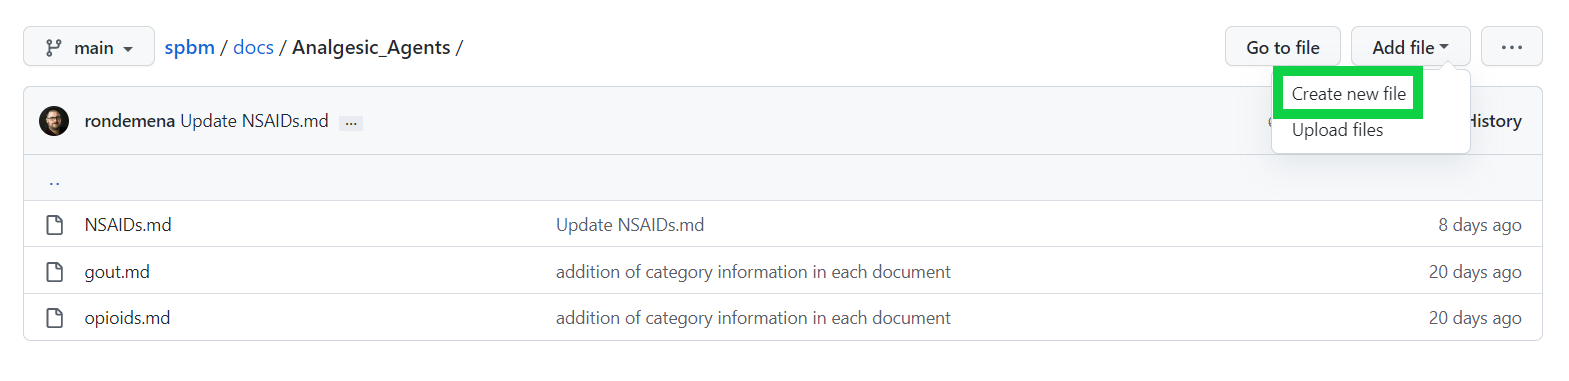 main spbm / docs / Analgesic_Agents / Go to file Add file ...
Create new file
rondemena Update NSAIDs.md ... History
Upload files
..
NSAIDs.md Update NSAIDs.md 8 days ago
gout.md addition of category information in each document 20 days ago
opioids.md addition of category information in each document 20 days ago